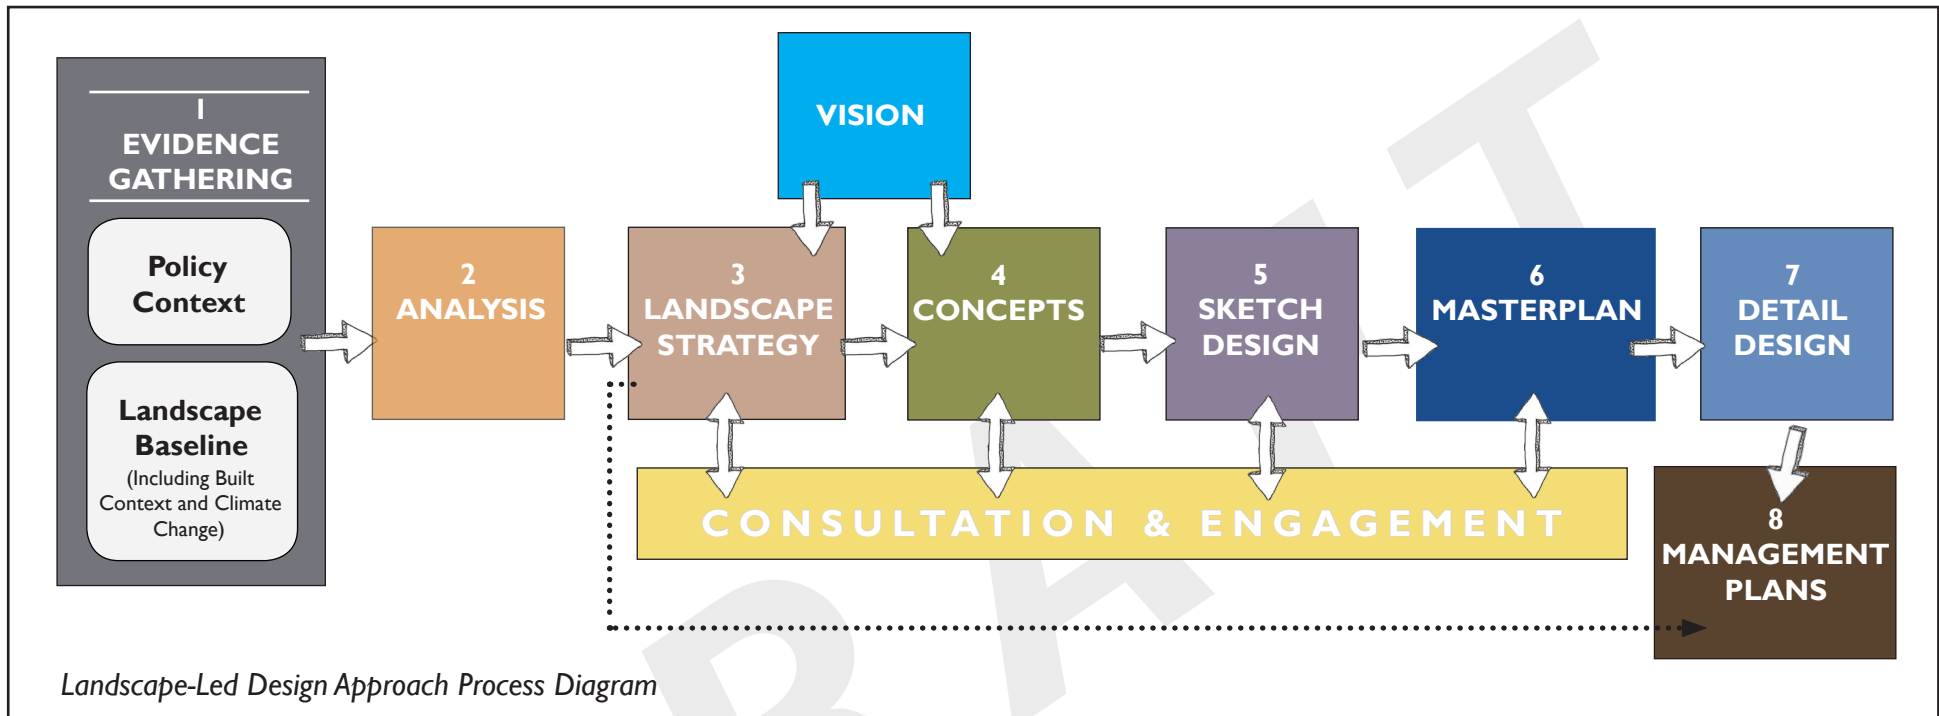 1
EVIDENCE
GATHERING
Policy
Context
Landscape
Baseline
(Including Built
Context and Climate
Change)
2
ANALYSIS
VISION
3
LANDSCAPE
STRATEGY
4
CONCEPTS
5
SKETCH
DESIGN
6
MASTERPLAN
7
DETAIL
DESIGN
CONSULTATION & ENGAGEMENT
8
MANAGEMENT
PLANS
Landscape-Led Design Approach Process Diagram
RAFT